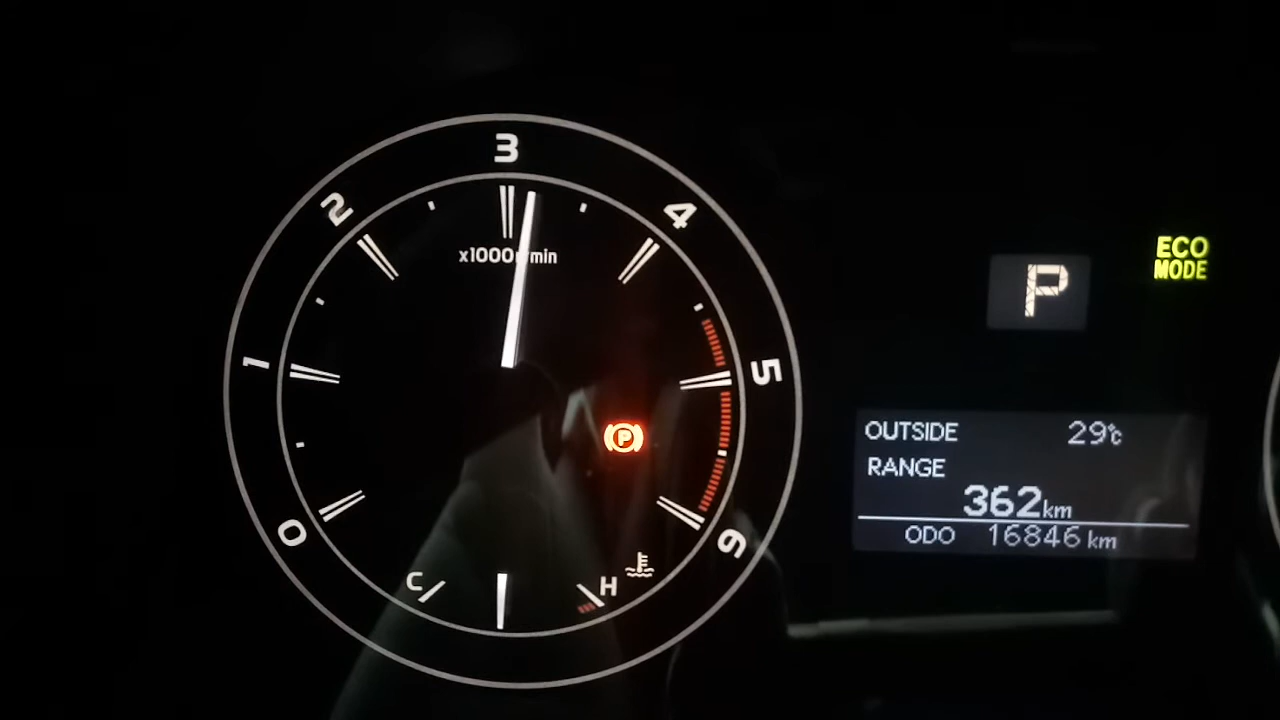 0
1
2
3
4
5
6
x1000r/min
C
H
P
P
ECO
MODE
OUTSIDE 29°C
RANGE
362km
ODO 16846 km